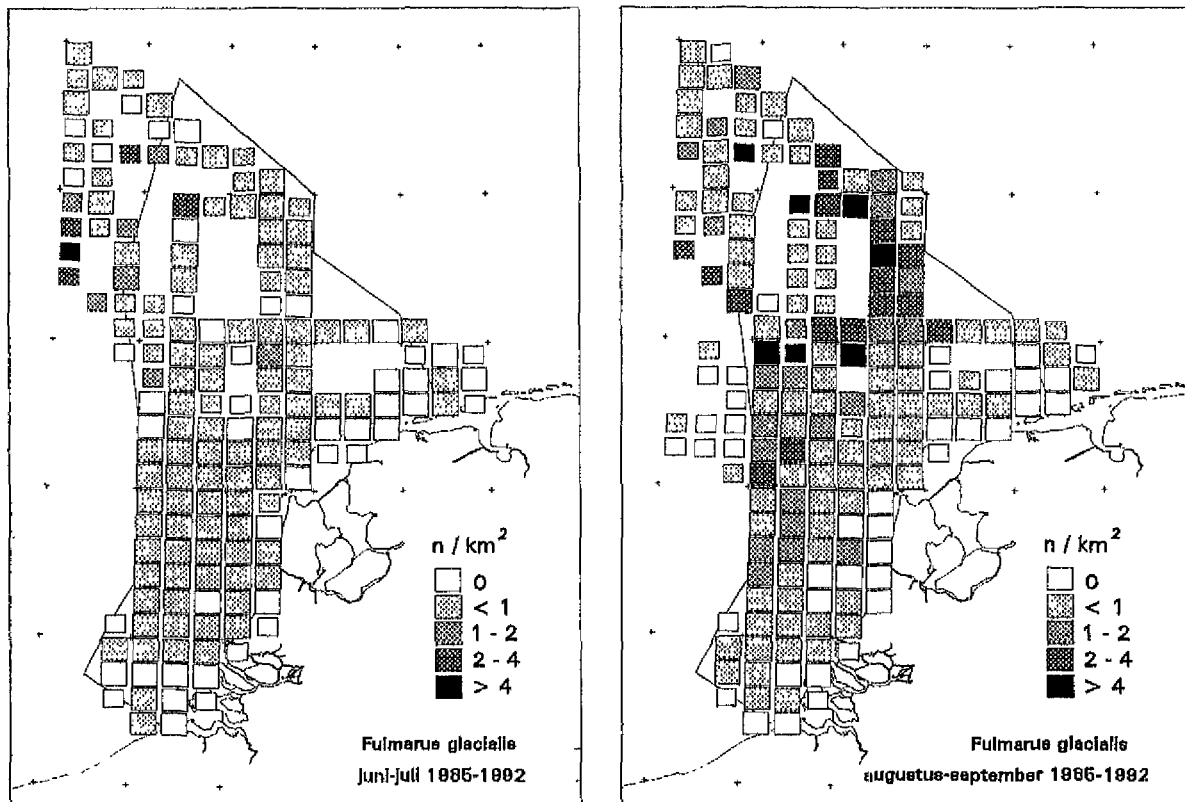 n / km²
0
< 1
1 - 2
2 - 4
> 4
Fulmarus glacialis
juni-juli 1985-1992
n / km²
0
< 1
1 - 2
2 - 4
> 4
Fulmarus glacialis
augustus-september 1985-1992